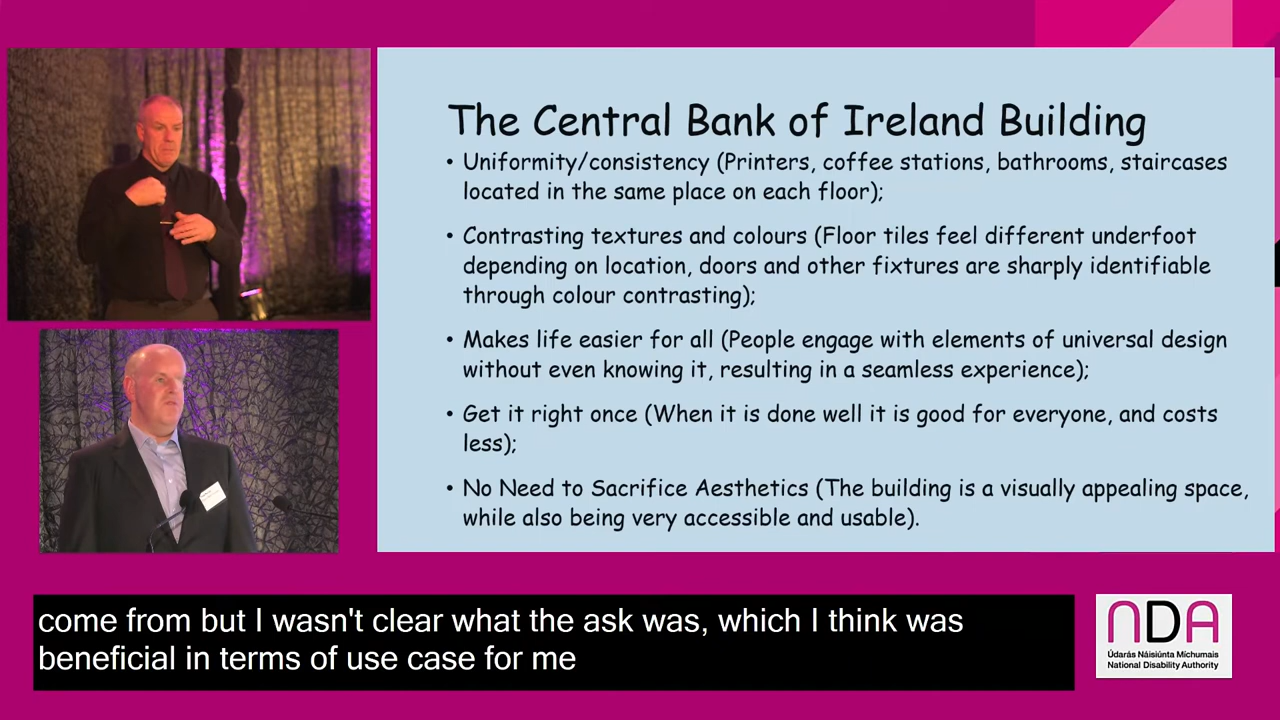 The Central Bank of Ireland Building
• Uniformity/consistency (Printers, coffee stations, bathrooms, staircases
located in the same place on each floor);
• Contrasting textures and colours (Floor tiles feel different underfoot
depending on location, doors and other fixtures are sharply identifiable
through colour contrasting);
• Makes life easier for all (People engage with elements of universal design
without even knowing it, resulting in a seamless experience);
• Get it right once (When it is done well it is good for everyone, and costs
less);
• No Need to Sacrifice Aesthetics (The building is a visually appealing space,
while also being very accessible and usable).
come from but I wasn't clear what the ask was, which I think was
beneficial in terms of use case for me
NDA
Údarás Náisiúnta Míchumais
National Disability Authority